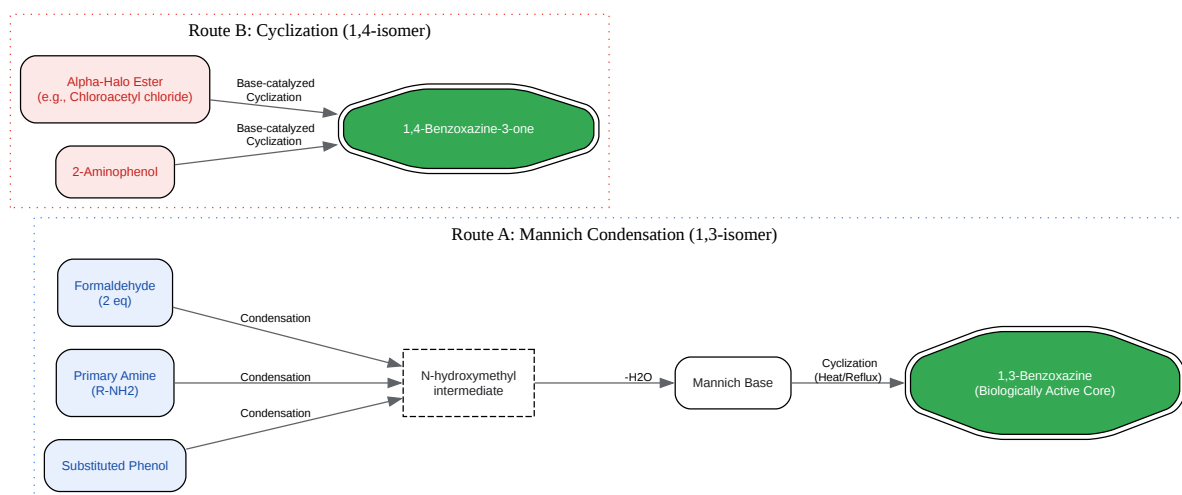 Route B: Cyclization (1,4-isomer)
Alpha-Halo Ester
(e.g., Chloroacetyl chloride)
Base-catalyzed
Cyclization
2-Aminophenol
Base-catalyzed
Cyclization
1,4-Benzoxazine-3-one
Route A: Mannich Condensation (1,3-isomer)
Formaldehyde
(2 eq)
Condensation
Primary Amine
(R-NH2)
Condensation
Substituted Phenol
Condensation
N-hydroxymethyl
intermediate
-H2O
Mannich Base
Cyclization
(Heat/Reflux)
1,3-Benzoxazine
(Biologically Active Core)